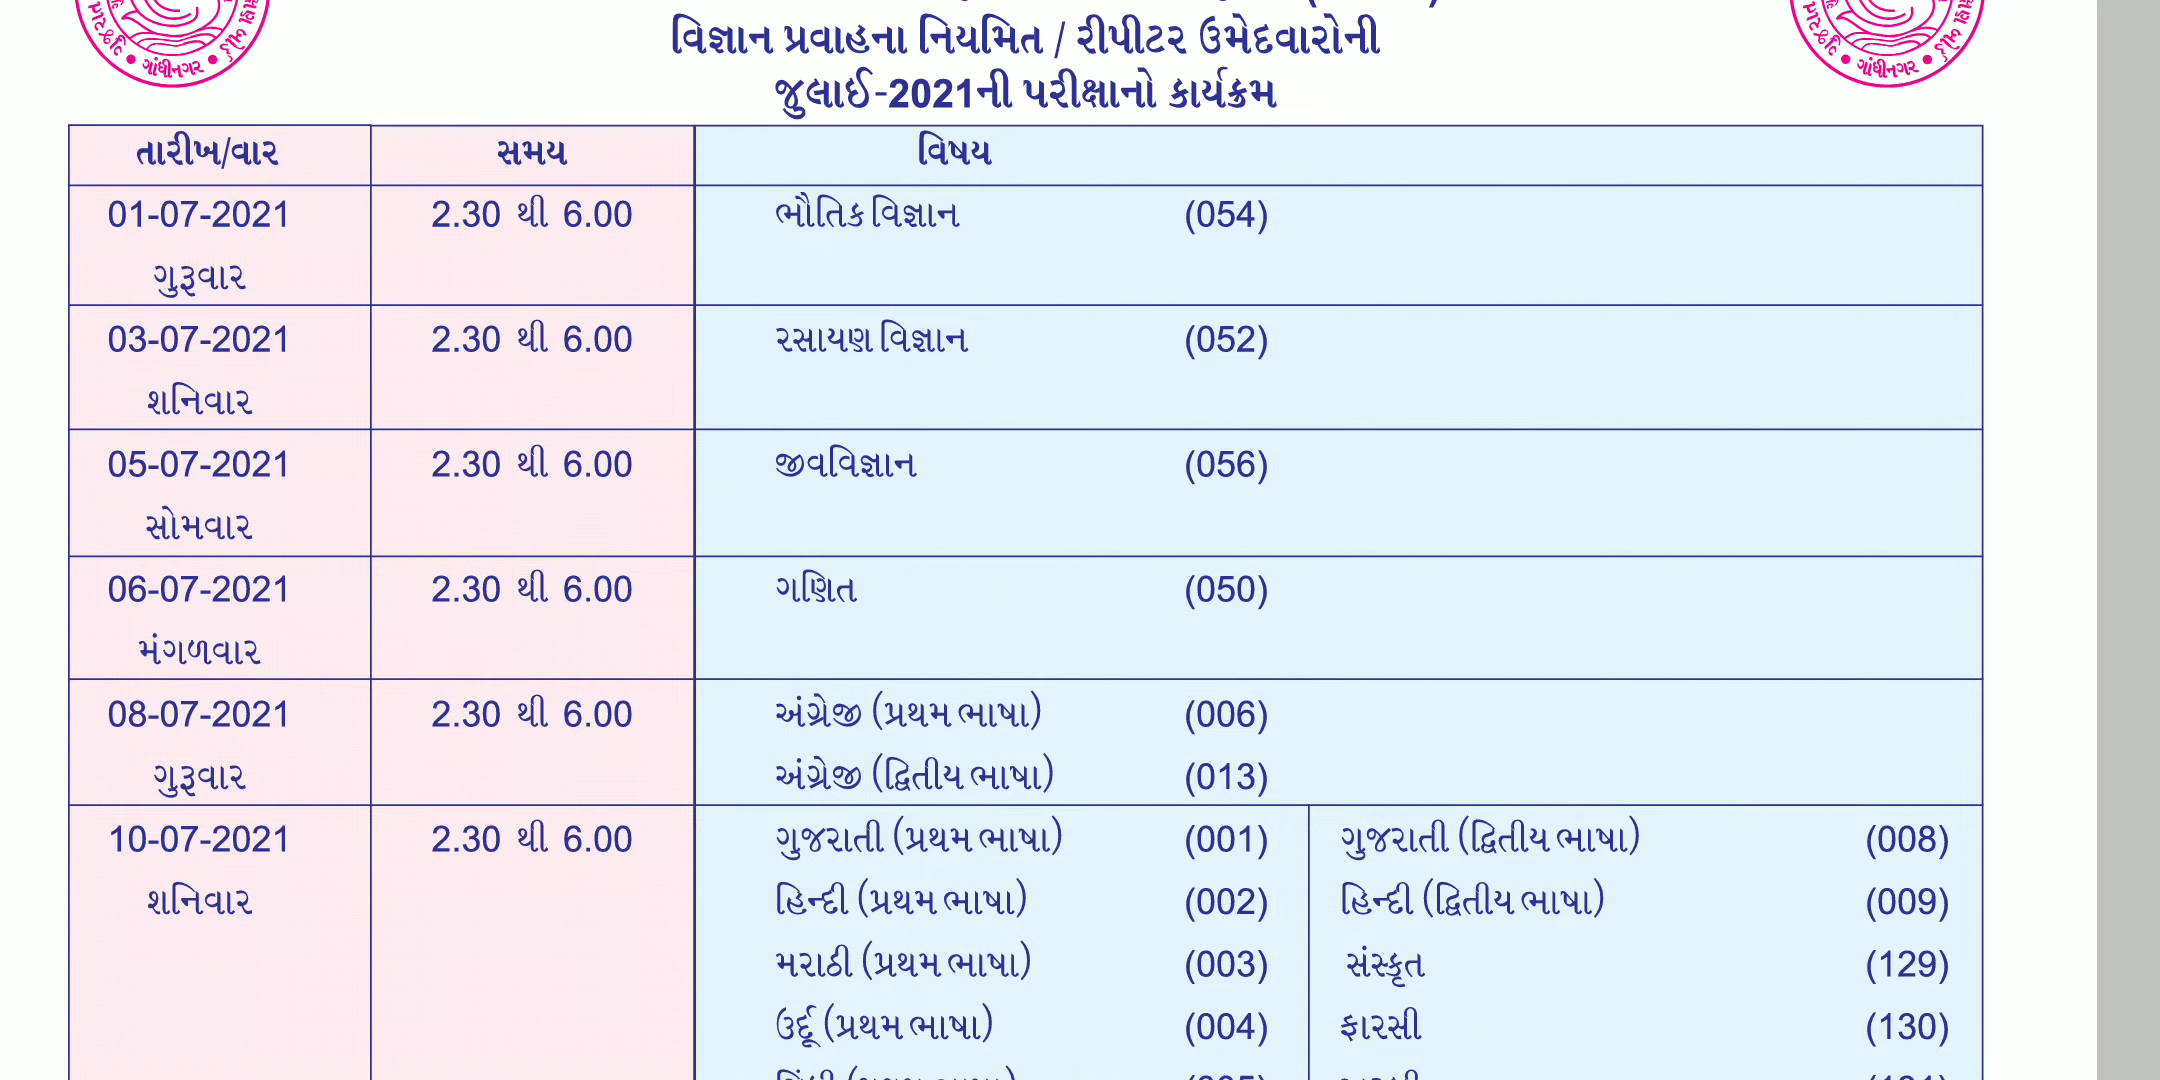 વિજ્ઞાન પ્રવાહના નિયમિત / રીપીટર ઉમેદવારોની
જુલાઈ-2021ની પરીક્ષાનો કાર્યક્રમ
ગાંધીનગર
ગાંધીનગર
તારીખ/વાર સમય વિષય
01-07-2021 2.30 થી 6.00 ભૌતિક વિજ્ઞાન (054)
ગુરૂવાર
03-07-2021 2.30 થી 6.00 રસાયણ વિજ્ઞાન (052)
શનિવાર
05-07-2021 2.30 થી 6.00 જીવવિજ્ઞાન (056)
સોમવાર
06-07-2021 2.30 થી 6.00 ગણિત (050)
મંગળવાર
08-07-2021 2.30 થી 6.00 અંગ્રેજી (પ્રથમ ભાષા) (006)
ગુરૂવાર અંગ્રેજી (દ્વિતીય ભાષા) (013)
10-07-2021 2.30 થી 6.00 ગુજરાતી (પ્રથમ ભાષા) (001) ગુજરાતી (દ્વિતીય ભાષા) (008)
શનિવાર હિન્દી (પ્રથમ ભાષા) (002) હિન્દી (દ્વિતીય ભાષા) (009)
મરાઠી (પ્રથમ ભાષા) (003) સંસ્કૃત (129)
ઉર્દૂ (પ્રથમ ભાષા) (004) ફારસી (130)